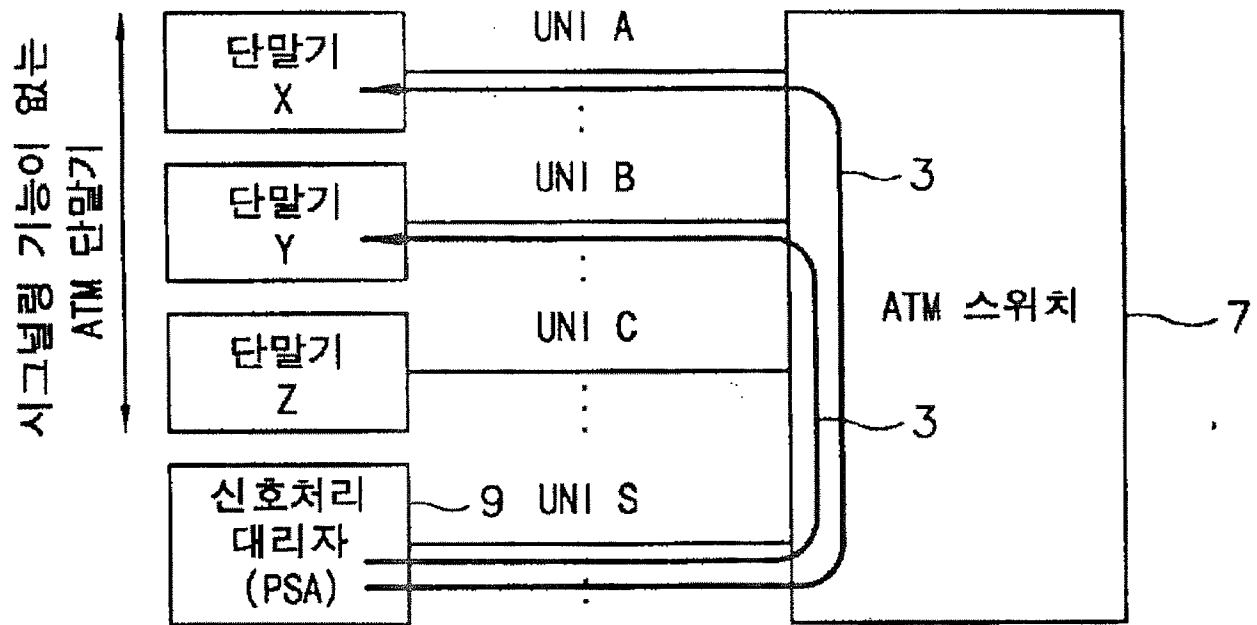 시그널링 기능이 없는
ATM 단말기
단말기
X
UNI A
3
단말기
Y
UNI B
ATM 스위치
7
단말기
Z
UNI C
3
신호처리
대리자
(PSA)
9
UNI S